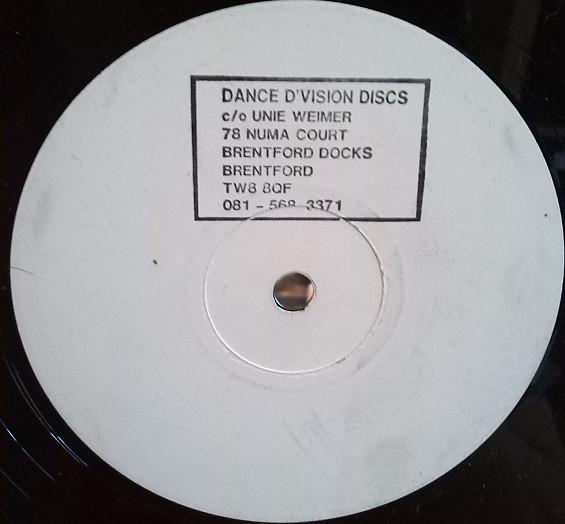 DANCE D'VISION DISCS
c/o UNIE WEIMER
78 NUMA COURT
BRENTFORD DOCKS
BRENTFORD
TW8 8QF
081 - 568 3371